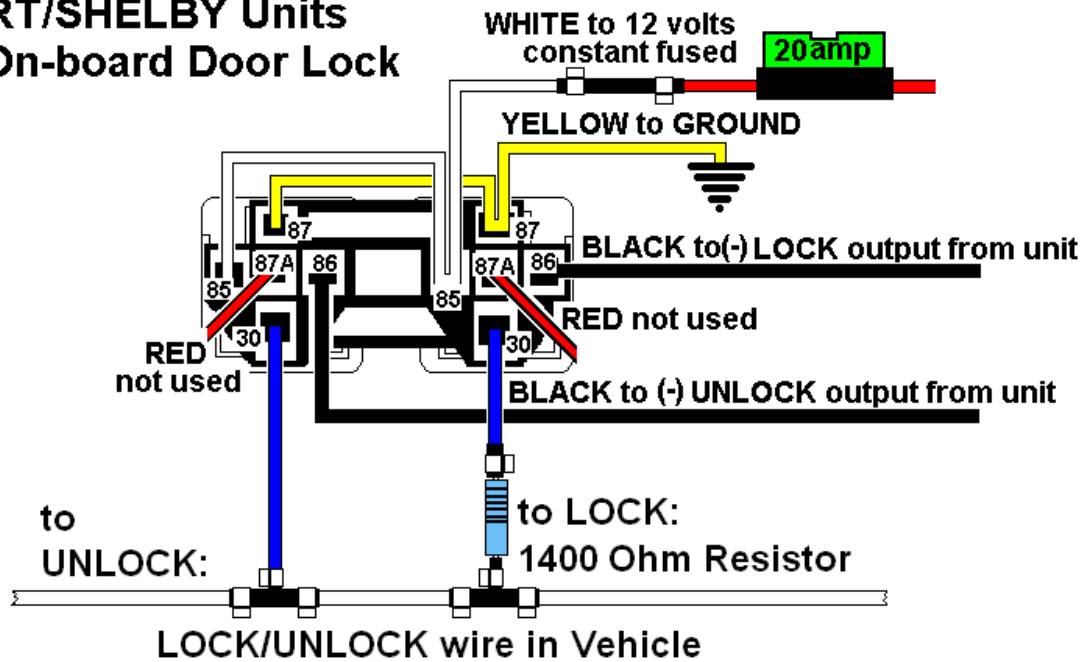 RT/SHELBY Units
On-board Door Lock
WHITE to 12 volts
constant fused
20amp
YELLOW to GROUND
87
87
87A
86
87A
86
BLACK to(-) LOCK output from unit
85
85
30
30
RED not used
RED
not used
BLACK to (-) UNLOCK output from unit
to
UNLOCK:
to LOCK:
1400 Ohm Resistor
LOCK/UNLOCK wire in Vehicle